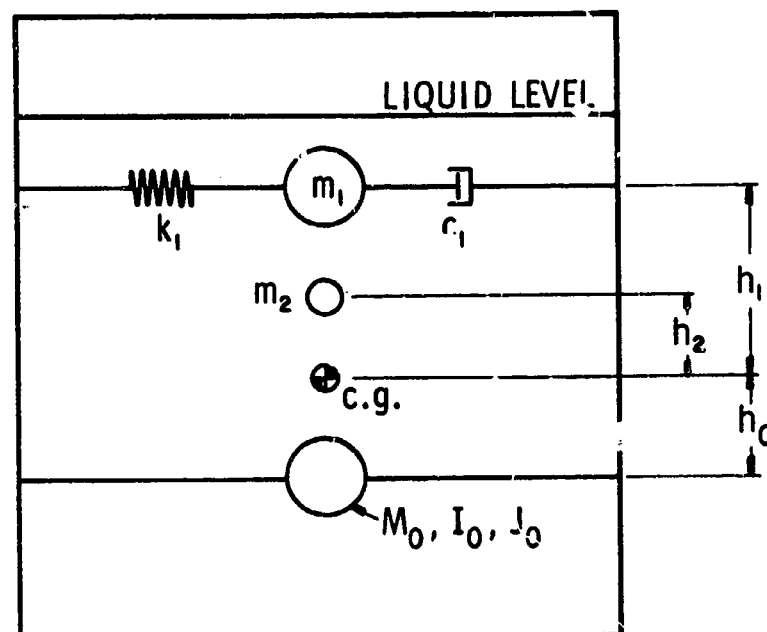 LIQUID LEVEL
m₁
k₁
c₁
h₁
m₂
h₂
c.g.
h₀
M₀, I₀, J₀